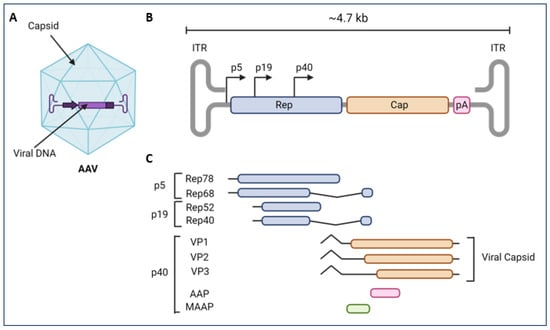 A
Capsid
Viral DNA
AAV
B
~4.7 kb
ITR
ITR
p5
p19
p40
Rep
Cap
pA
C
p5
Rep78
Rep68
p19
Rep52
Rep40
p40
VP1
VP2
VP3
AAP
MAAP
Viral Capsid